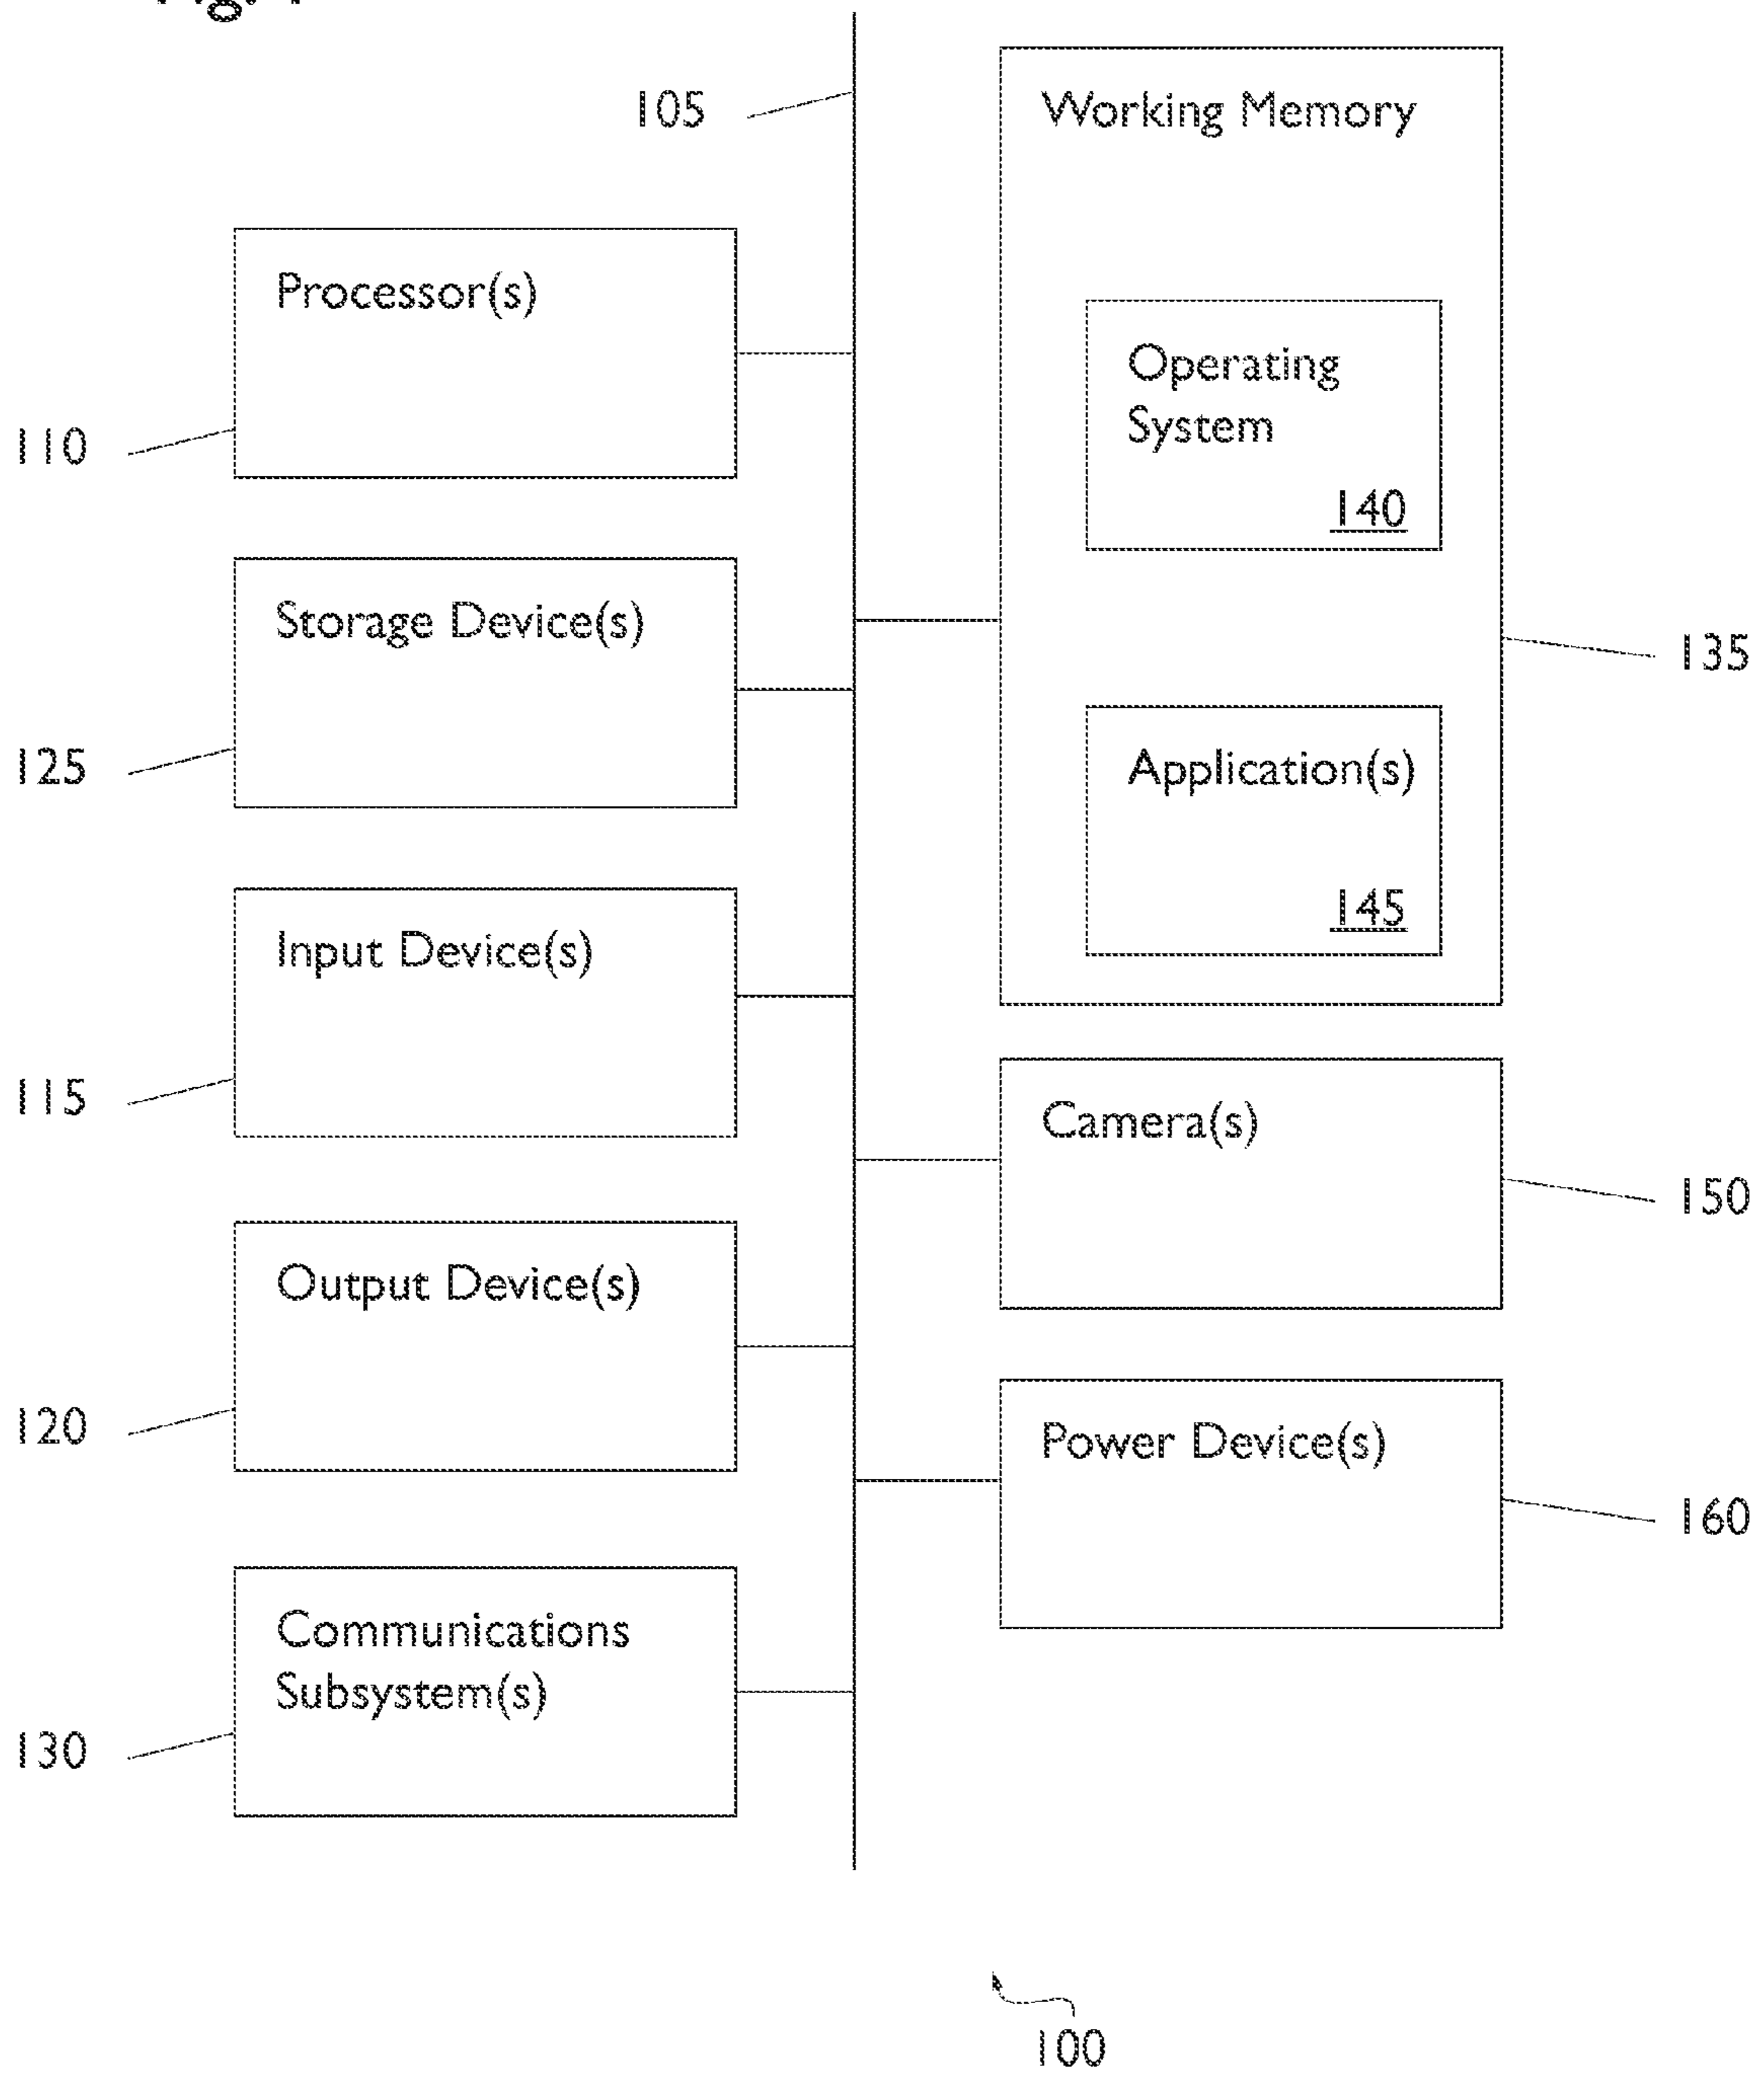 105
Working Memory
Processor(s)
110
Operating
System
140
Storage Device(s)
125
135
Application(s)
145
Input Device(s)
115
Camera(s)
150
Output Device(s)
120
Power Device(s)
160
Communications
Subsystem(s)
130
100